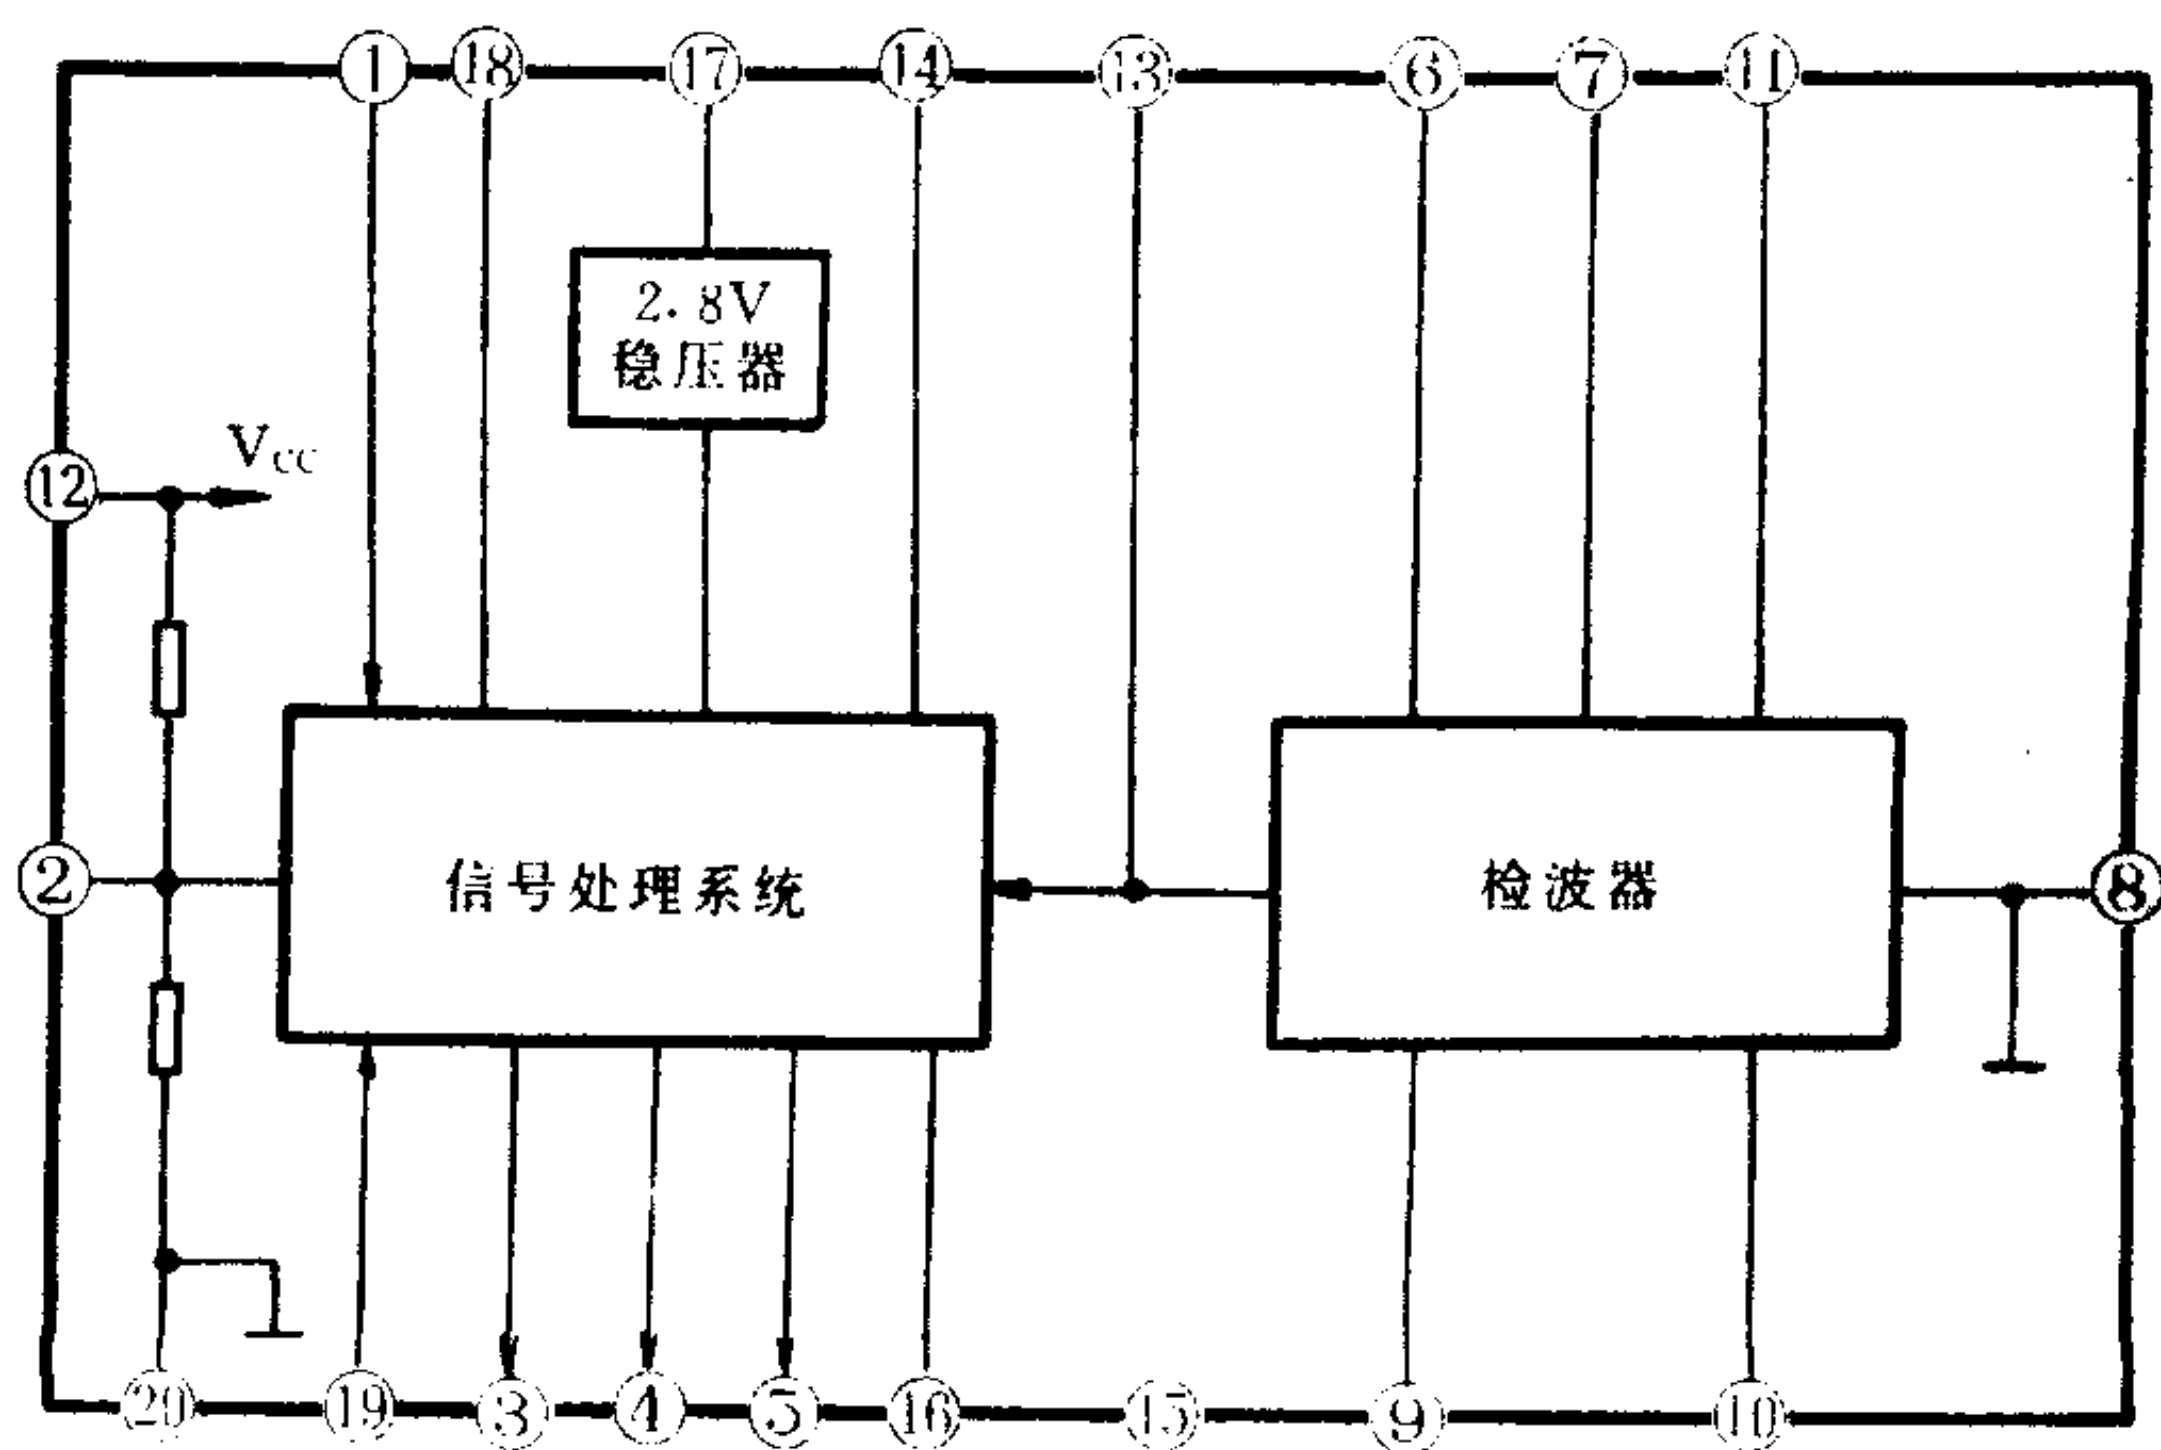 ① ⑱ ⑰ ⑭ ⑬ ⑥ ⑦ ⑪
2.8V
稳压器
Vcc
⑫
②
信号处理系统
检波器
⑧
⑳ ⑲ ③ ④ ⑤ ⑯ ⑮ ⑨ ⑩